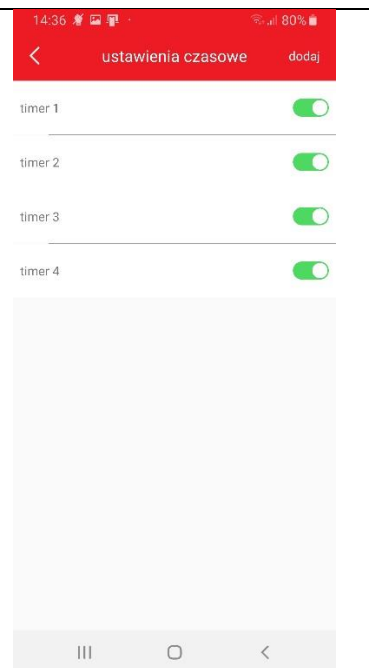 14:36 80%
ustawienia czasowe dodaj
timer 1
timer 2
timer 3
timer 4